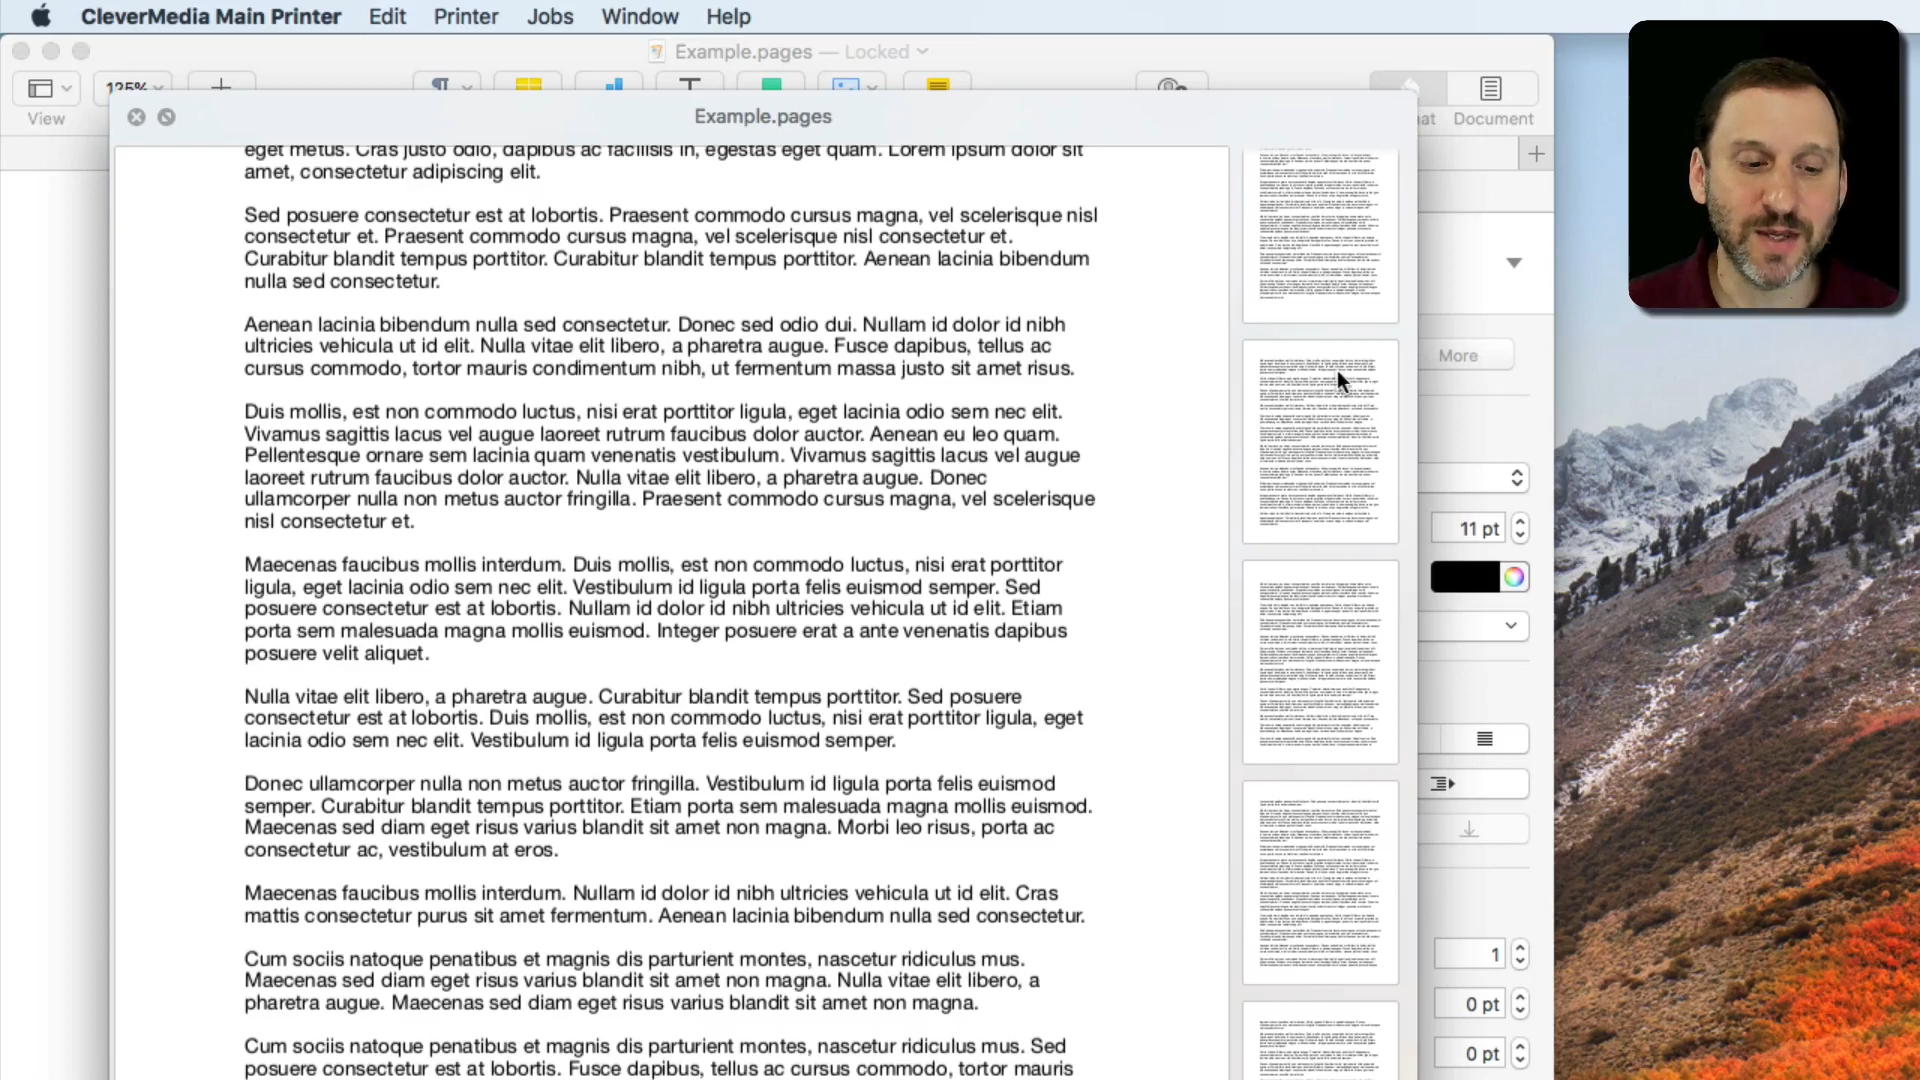 CleverMedia Main Printer Edit Printer Jobs Window Help
Example.pages — Locked
125%
View
Document
Example.pages
eget metus. Cras justo odio, dapibus ac facilisis in, egestas eget quam. Lorem ipsum dolor sit
amet, consectetur adipiscing elit.
Sed posuere consectetur est at lobortis. Praesent commodo cursus magna, vel scelerisque nisl
consectetur et. Praesent commodo cursus magna, vel scelerisque nisl consectetur et.
Curabitur blandit tempus porttitor. Curabitur blandit tempus porttitor. Aenean lacinia bibendum
nulla sed consectetur.
Aenean lacinia bibendum nulla sed consectetur. Donec sed odio dui. Nullam id dolor id nibh
ultricies vehicula ut id elit. Nulla vitae elit libero, a pharetra augue. Fusce dapibus, tellus ac
cursus commodo, tortor mauris condimentum nibh, ut fermentum massa justo sit amet risus.
Duis mollis, est non commodo luctus, nisi erat porttitor ligula, eget lacinia odio sem nec elit.
Vivamus sagittis lacus vel augue laoreet rutrum faucibus dolor auctor. Aenean eu leo quam.
Pellentesque ornare sem lacinia quam venenatis vestibulum. Vivamus sagittis lacus vel augue
laoreet rutrum faucibus dolor auctor. Nulla vitae elit libero, a pharetra augue. Donec
ullamcorper nulla non metus auctor fringilla. Praesent commodo cursus magna, vel scelerisque
nisl consectetur et.
Maecenas faucibus mollis interdum. Duis mollis, est non commodo luctus, nisi erat porttitor
ligula, eget lacinia odio sem nec elit. Vestibulum id ligula porta felis euismod semper. Sed
posuere consectetur est at lobortis. Nullam id dolor id nibh ultricies vehicula ut id elit. Etiam
porta sem malesuada magna mollis euismod. Integer posuere erat a ante venenatis dapibus
posuere velit aliquet.
Nulla vitae elit libero, a pharetra augue. Curabitur blandit tempus porttitor. Sed posuere
consectetur est at lobortis. Duis mollis, est non commodo luctus, nisi erat porttitor ligula, eget
lacinia odio sem nec elit. Vestibulum id ligula porta felis euismod semper.
Donec ullamcorper nulla non metus auctor fringilla. Vestibulum id ligula porta felis euismod
semper. Curabitur blandit tempus porttitor. Etiam porta sem malesuada magna mollis euismod.
Maecenas sed diam eget risus varius blandit sit amet non magna. Morbi leo risus, porta ac
consectetur ac, vestibulum at eros.
Maecenas faucibus mollis interdum. Nullam id dolor id nibh ultricies vehicula ut id elit. Cras
mattis consectetur purus sit amet fermentum. Aenean lacinia bibendum nulla sed consectetur.
Cum sociis natoque penatibus et magnis dis parturient montes, nascetur ridiculus mus.
Maecenas sed diam eget risus varius blandit sit amet non magna. Nulla vitae elit libero, a
pharetra augue. Maecenas sed diam eget risus varius blandit sit amet non magna.
Cum sociis natoque penatibus et magnis dis parturient montes, nascetur ridiculus mus. Sed
posuere consectetur est at lobortis. Fusce dapibus, tellus ac cursus commodo, tortor mauris
More
11 pt
1
0 pt
0 pt